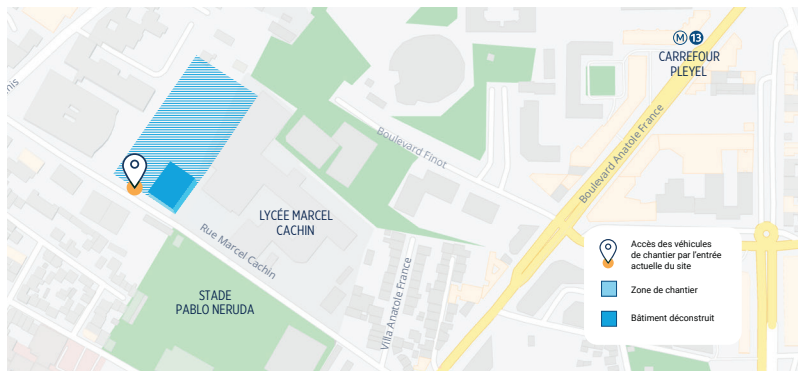 M 13
CARREFOUR
PLEYEL
nis
Boulevard Finot
Boulevard Anatole France
LYCÉE MARCEL
CACHIN
Rue Marcel Cachin
STADE
PABLO NERUDA
Villa Anatole France
Accès des véhicules
de chantier par l'entrée
actuelle du site
Zone de chantier
Bâtiment déconstruit